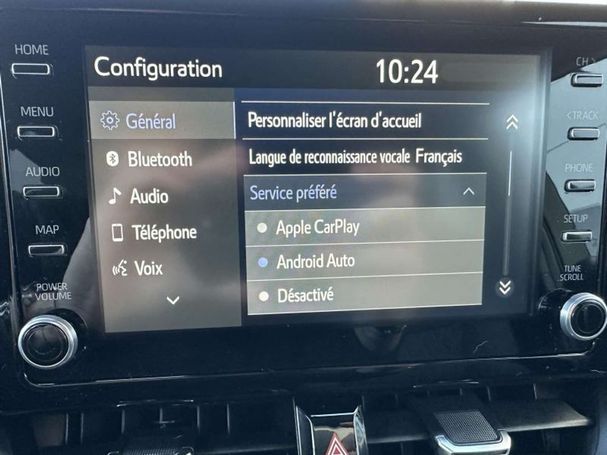 HOME
Configuration 10:24
CH >
MENU
Général
Personnaliser l'écran d'accueil
< TRACK
Bluetooth
Langue de reconnaissance vocale Français
AUDIO
Audio
Service préféré
PHONE
Téléphone
Apple CarPlay
MAP
Android Auto
SETUP
Voix
Désactivé
POWER
VOLUME
TUNE
SCROLL